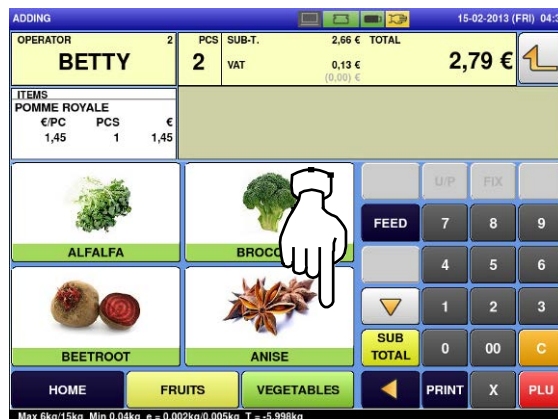 ADDING 15-02-2013 (FRI) 04:3
OPERATOR 2 PCS SUB-T. 2,66 € TOTAL
BETTY 2 VAT 0,13 € 2,79 €
(0,00) €
ITEMS
POMME ROYALE
€/PC PCS €
1,45 1 1,45
U/P FIX
FEED 7 8 9
ALFALFA BROCCO
4 5 6
1 2 3
SUB TOTAL 0 00 C
BEETROOT ANISE
HOME FRUITS VEGETABLES PRINT X PLU
Max 6kg/15kg Min 0.04kg e = 0.002kg/0.005kg T = -5.998kg